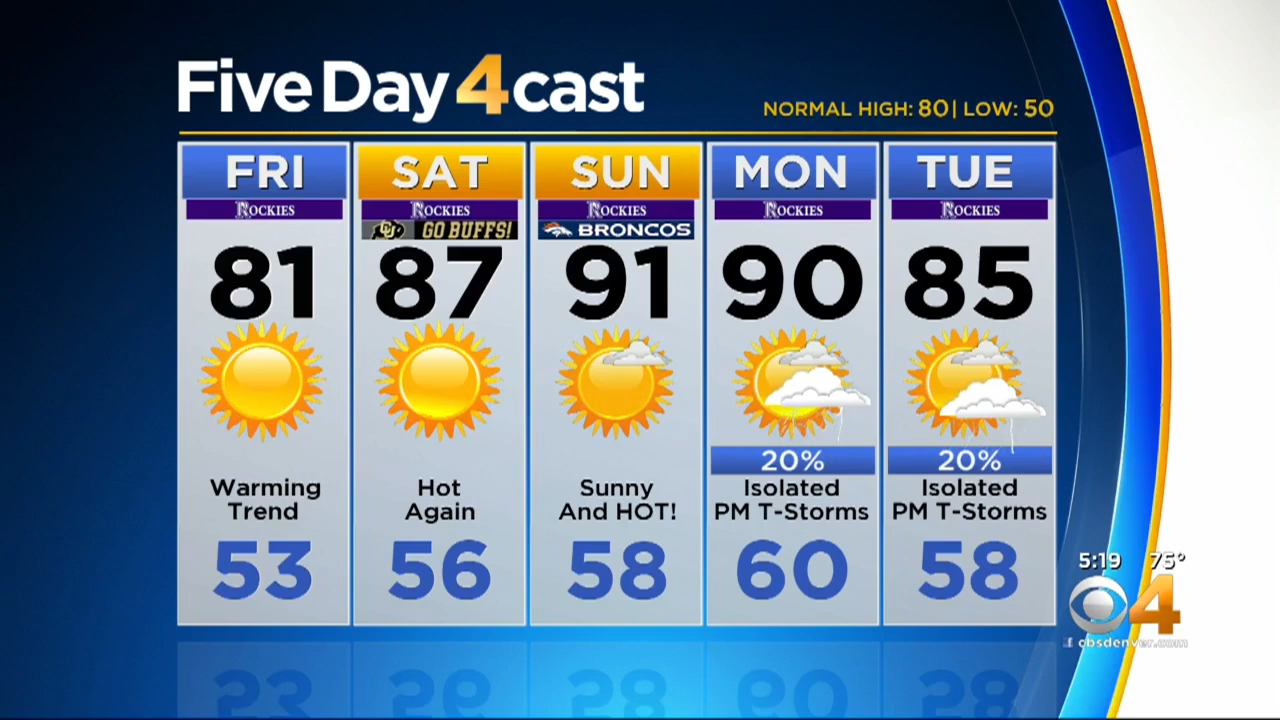 Five Day 4cast
NORMAL HIGH: 80 | LOW: 50
FRI
ROCKIES
81
Warming
Trend
53
SAT
ROCKIES
CU GO BUFFS!
87
Hot
Again
56
SUN
ROCKIES
BRONCOS
91
Sunny
And HOT!
58
MON
ROCKIES
90
20%
Isolated
PM T-Storms
60
TUE
ROCKIES
85
20%
Isolated
PM T-Storms
58
5:19 75°
4
f cbsdenver.com